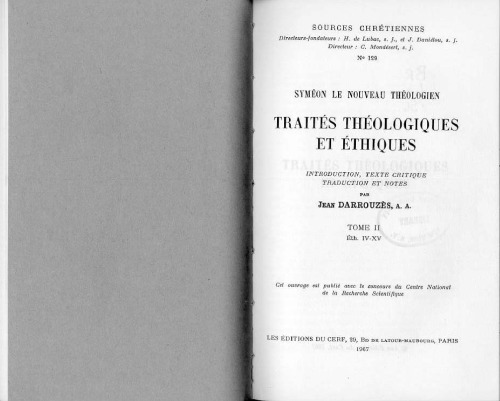 SOURCES CHRÉTIENNES
Directeurs-fondateurs : H. de Lubac, s. j., et J. Daniélou, s. j.
Directeur : C. Mondésert, s. j.
Nº 129
SYMÉON LE NOUVEAU THÉOLOGIEN
TRAITÉS THÉOLOGIQUES
ET ÉTHIQUES
INTRODUCTION, TEXTE CRITIQUE
TRADUCTION ET NOTES
PAR
Jean DARROUZÈS, A. A.
TOME II
Éth. IV-XV
Cet ouvrage est publié avec le concours du Centre National
de la Recherche Scientifique
LES ÉDITIONS DU CERF, 29, Bd de Latour-Maubourg, PARIS
1967